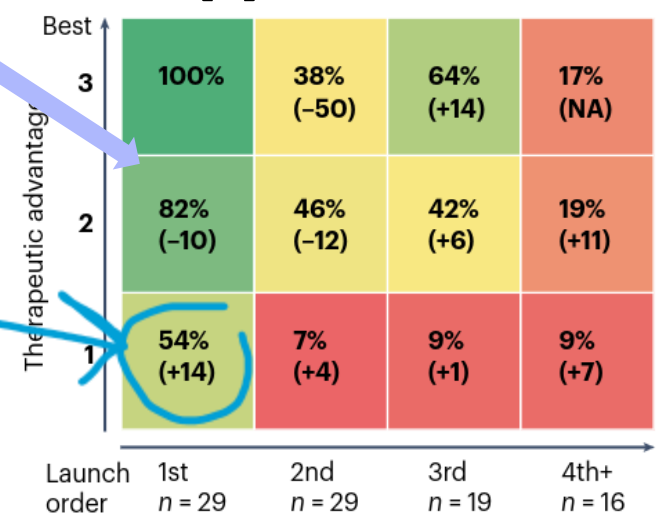 Best
Therapeutic advantage
3
100%
38%
(–50)
64%
(+14)
17%
(NA)
2
82%
(–10)
46%
(–12)
42%
(+6)
19%
(+11)
1
54%
(+14)
7%
(+4)
9%
(+1)
9%
(+7)
Launch order
1st
n = 29
2nd
n = 29
3rd
n = 19
4th+
n = 16